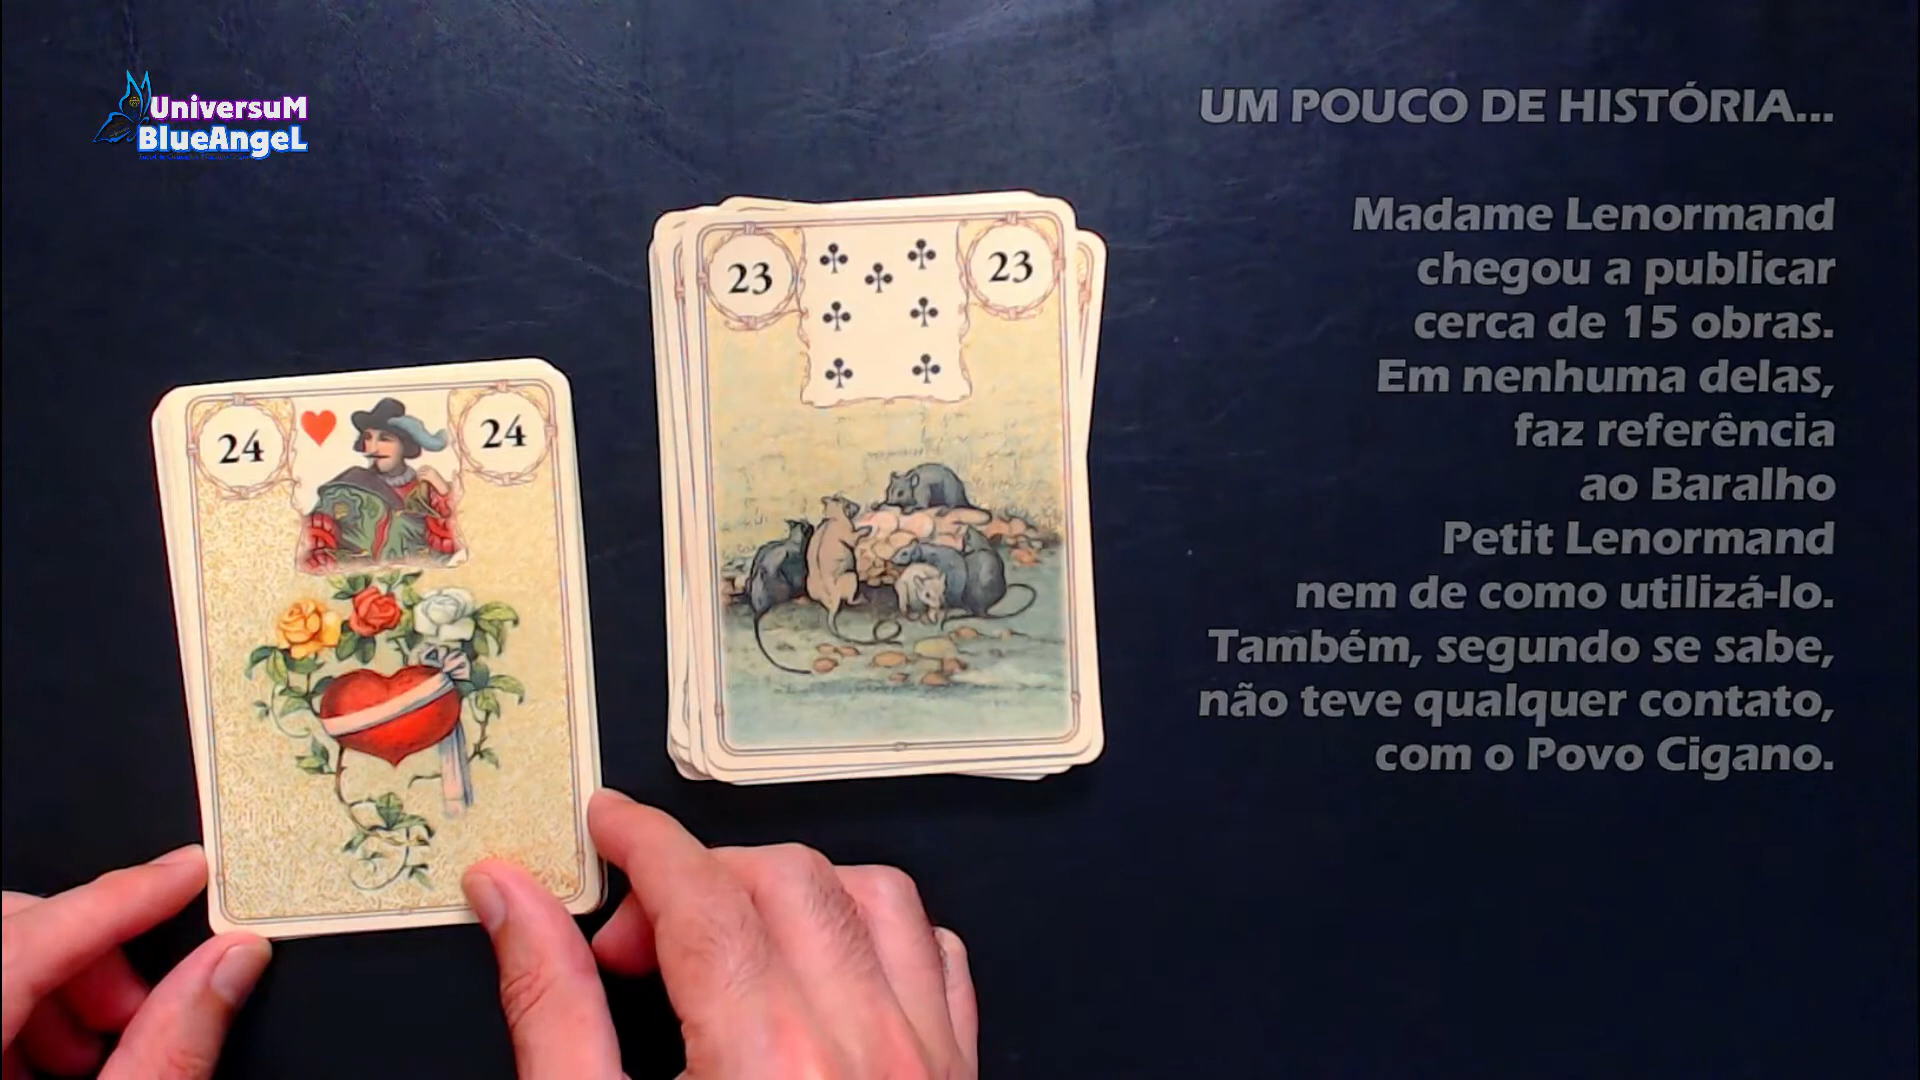 UniversuM
BlueAngeL
UM POUCO DE HISTÓRIA...
Madame Lenormand
chegou a publicar
cerca de 15 obras.
Em nenhuma delas,
faz referência
ao Baralho
Petit Lenormand
nem de como utilizá-lo.
Também, segundo se sabe,
não teve qualquer contato,
com o Povo Cigano.
23 23
24 24